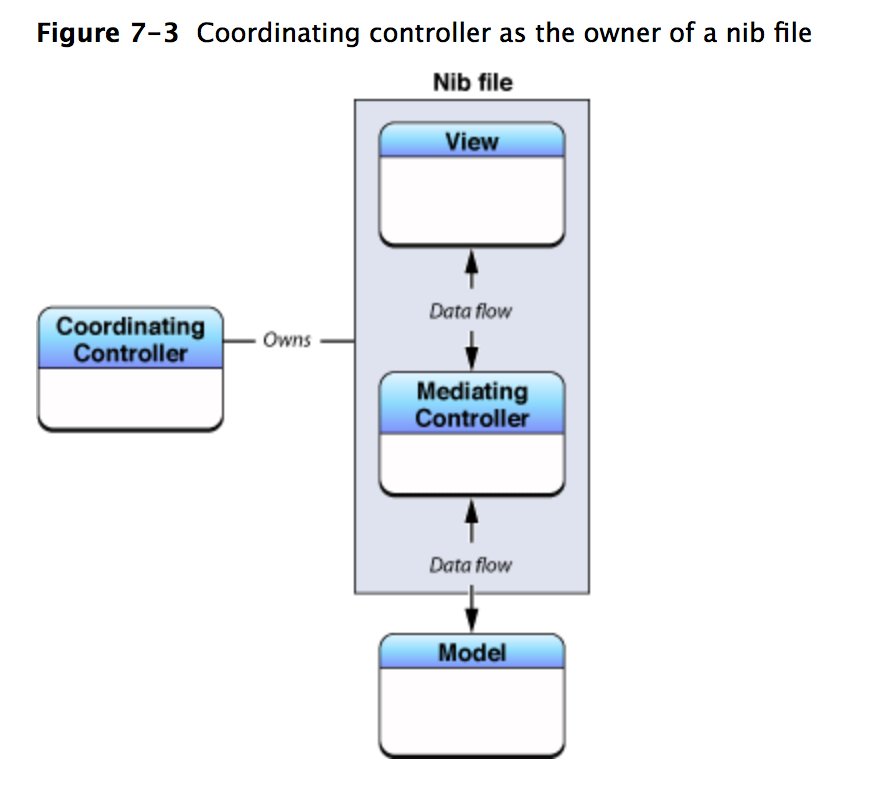 Figure 7-3 Coordinating controller as the owner of a nib file
Nib file
View
Data flow
Coordinating
Controller
Owns
Mediating
Controller
Data flow
Model